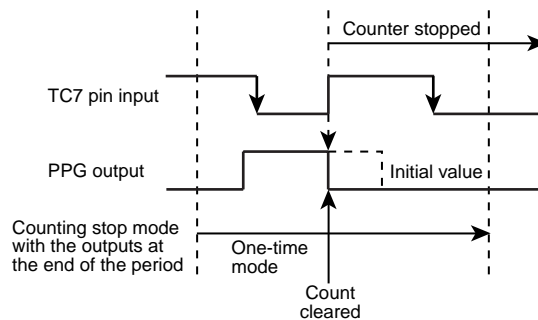 Counter stopped
TC7 pin input
PPG output
Initial value
Counting stop mode
with the outputs at
the end of the period
One-time
mode
Count
cleared